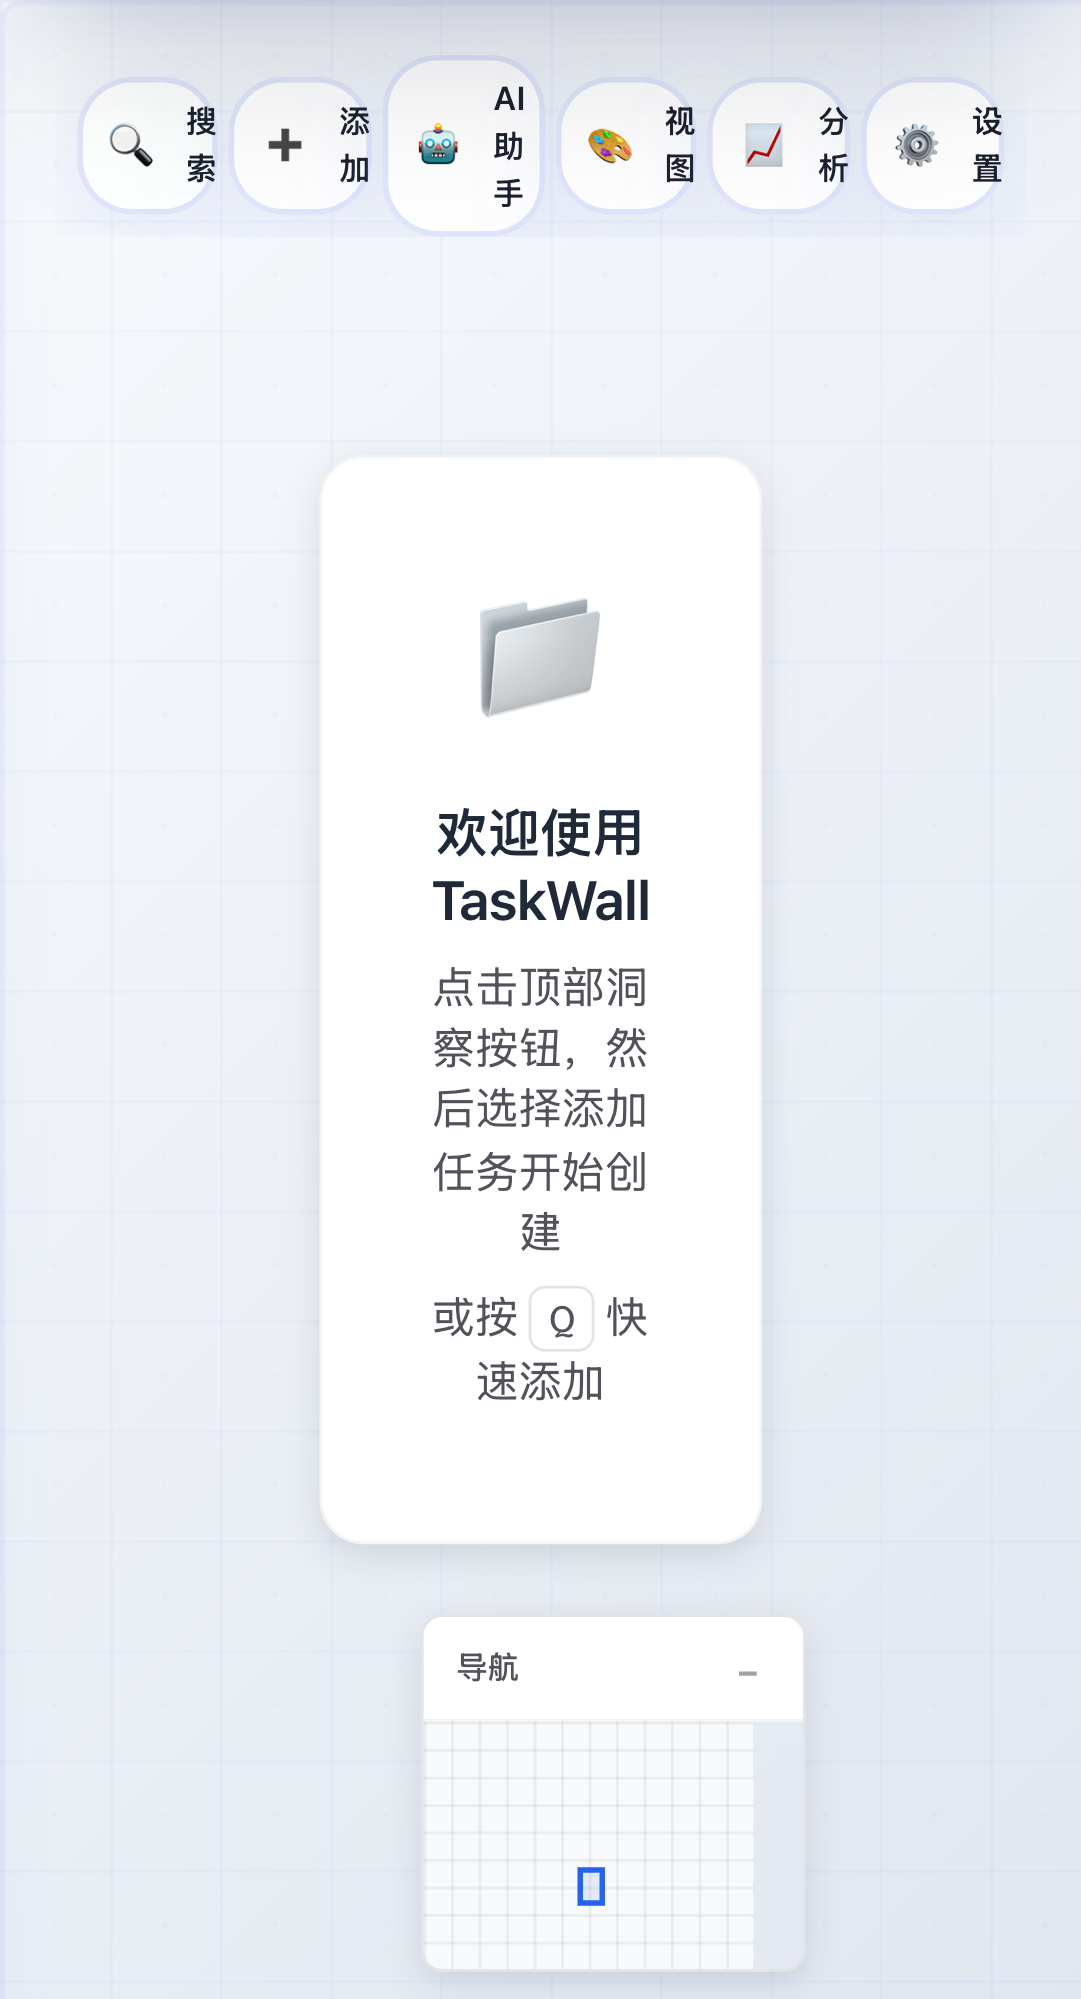 搜索
添加
AI助手
视图
分析
设置
欢迎使用
TaskWall
点击顶部洞
察按钮，然
后选择添加
任务开始创
建
或按 Q 快
速添加
导航